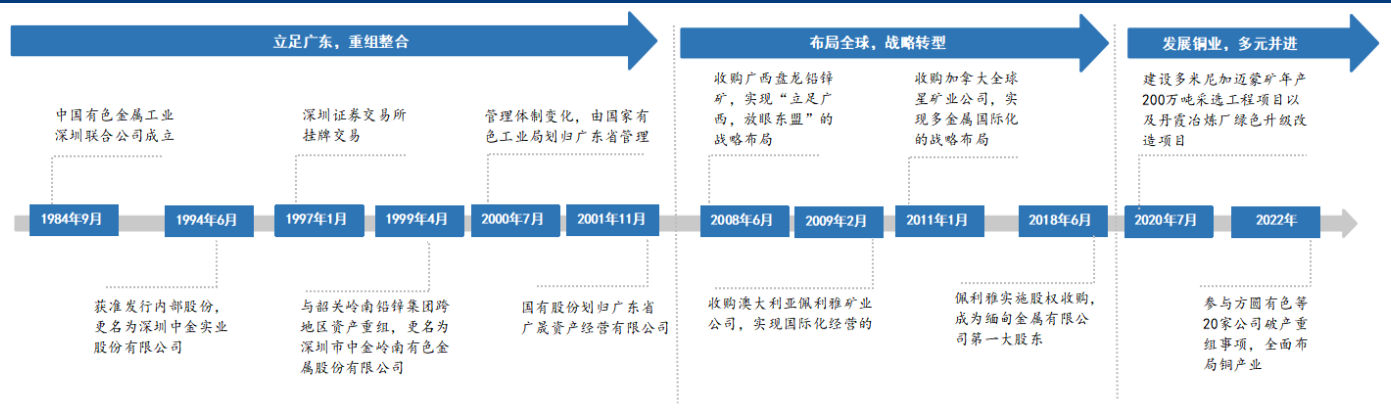 立足广东，重组整合
布局全球，战略转型
发展铜业，多元并进
中国有色金属工业
深圳联合公司成立
深圳证券交易所
挂牌交易
管理体制变化，由国家有
色工业局划归广东省管理
收购广西盘龙铅锌
矿，实现“立足广
西，放眼东盟”的
战略布局
收购加拿大全球
星矿业公司，实
现多金属国际化
的战略布局
建设多米尼加迈蒙矿年产
200万吨采选工程项目以
及丹霞冶炼厂绿色升级改
造项目
1984年9月
1994年6月
1997年1月
1999年4月
2000年7月
2001年11月
2008年6月
2009年2月
2011年1月
2018年6月
2020年7月
2022年
获准发行内部股份，
更名为深圳中金实业
股份有限公司
与韶关岭南铅锌集团跨
地区资产重组，更名为
深圳市中金岭南有色金
属股份有限公司
国有股份划归广东省
广晟资产经营有限公司
收购澳大利亚佩利雅矿业
公司，实现国际化经营的
佩利雅实施股权收购，
成为缅甸金属有限公
司第一大股东
参与方圆有色等
20家公司破产重
组事项，全面布
局铜产业